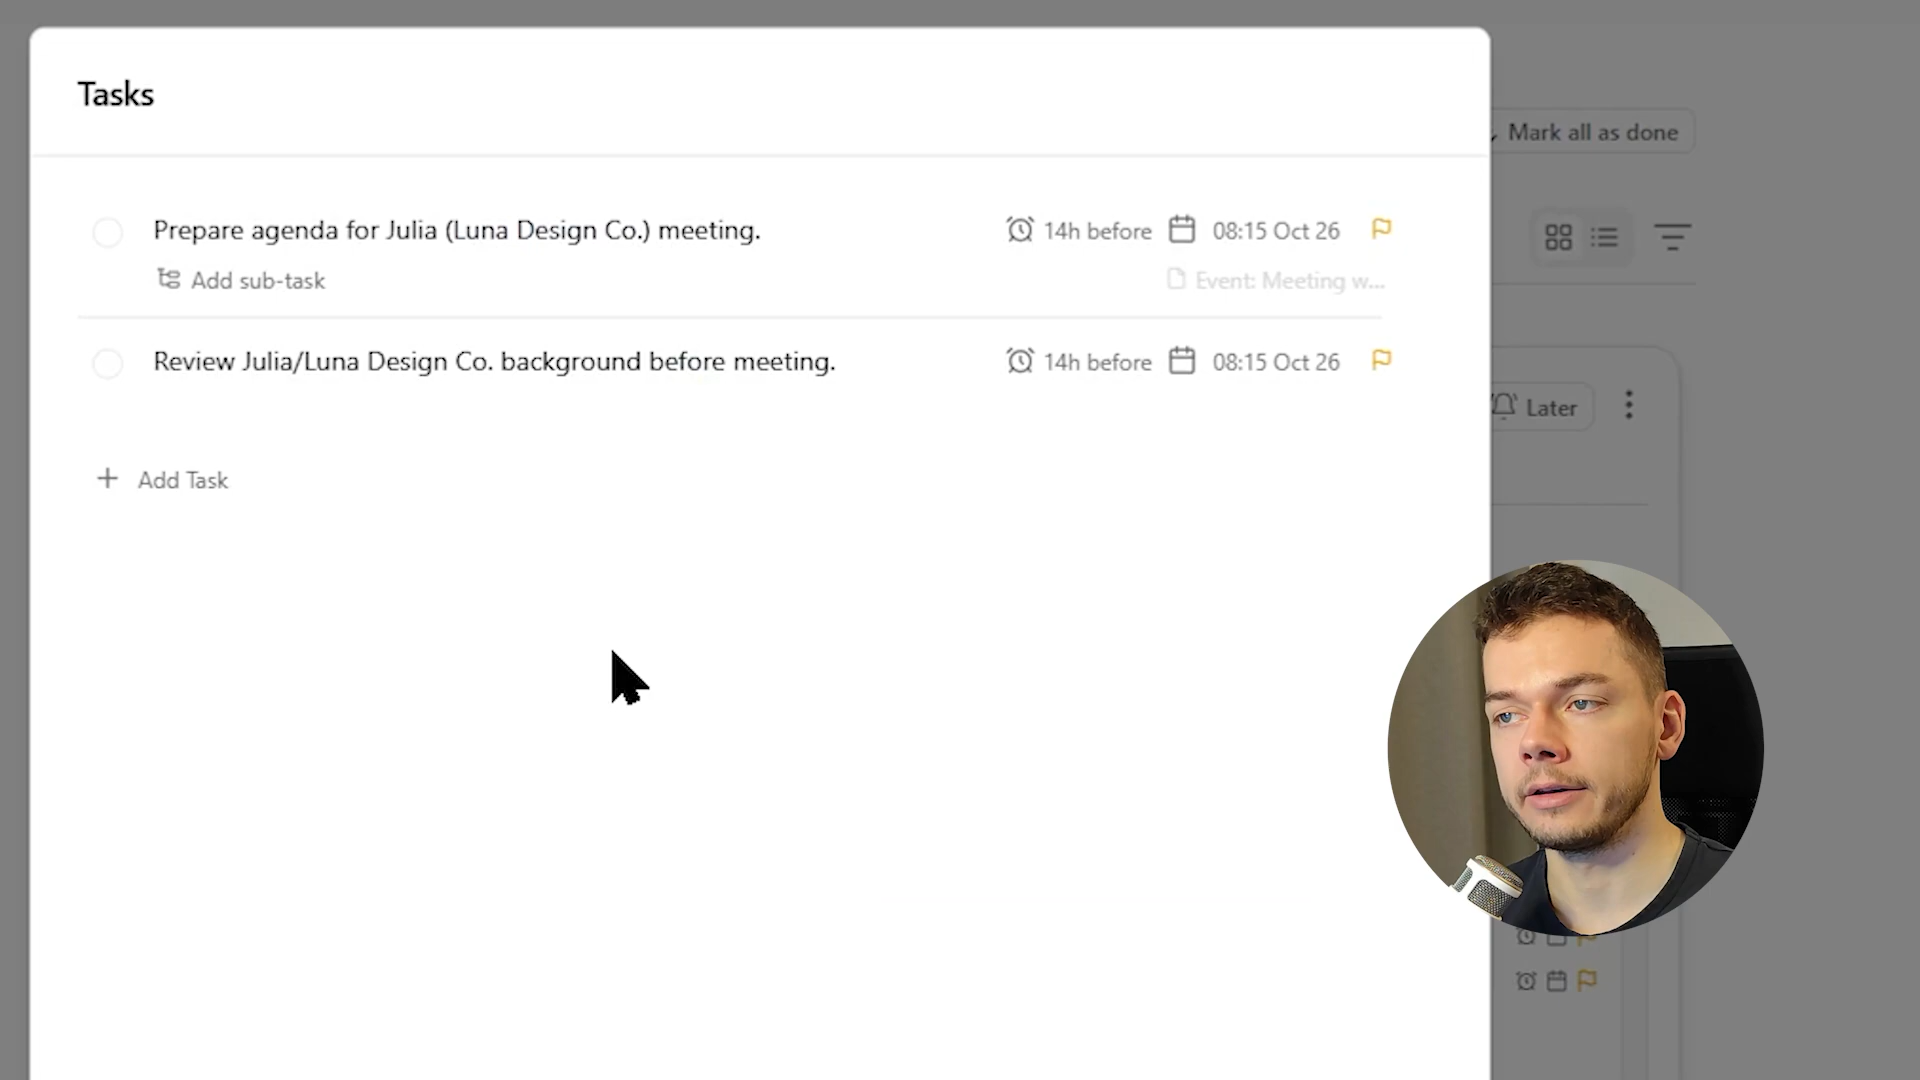 Tasks
Mark all as done
Prepare agenda for Julia (Luna Design Co.) meeting.
14h before
08:15 Oct 26
Add sub-task
Event: Meeting w...
Review Julia/Luna Design Co. background before meeting.
14h before
08:15 Oct 26
Later
Add Task